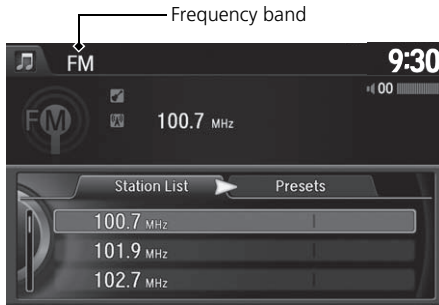 Frequency band
FM 9:30
00
FM 100.7 MHz
Station List Presets
100.7 MHz
101.9 MHz
102.7 MHz